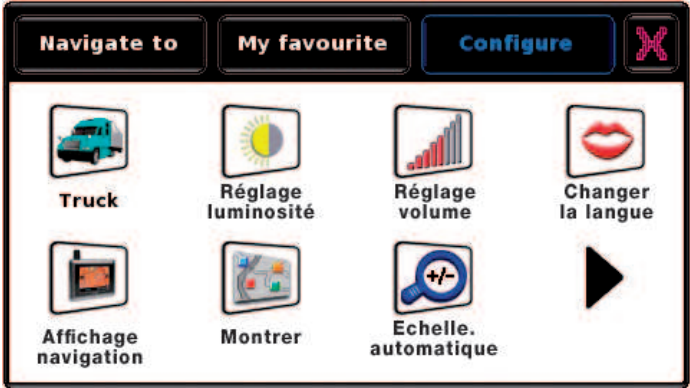 Navigate to
My favourite
Configure
Truck
Réglage
luminosité
Réglage
volume
Changer
la langue
Affichage
navigation
Montrer
+/-
Echelle.
automatique